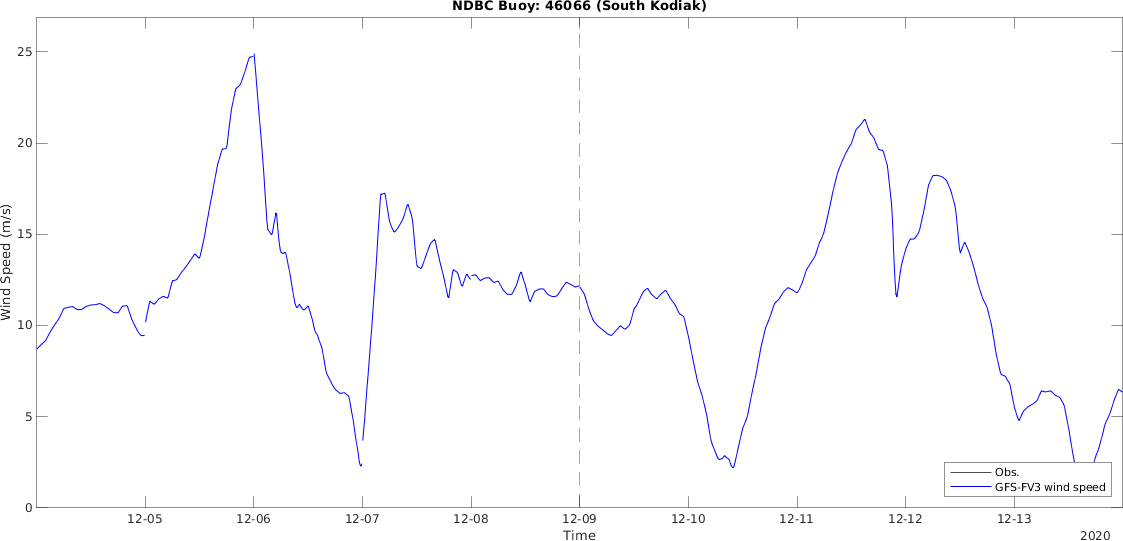 NDBC Buoy: 46066 (South Kodiak)
Wind Speed (m/s)
25
20
15
10
5
0
12-05 12-06 12-07 12-08 12-09 12-10 12-11 12-12 12-13
Time
2020
Obs.
GFS-FV3 wind speed